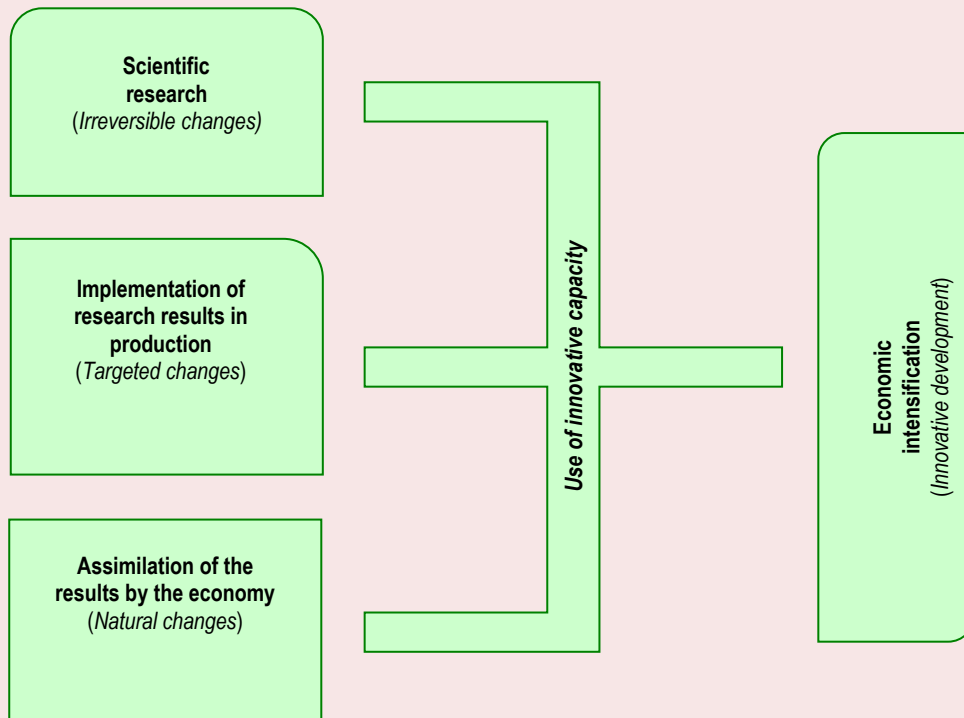 Scientific
research
(Irreversible changes)
Implementation of
research results in
production
(Targeted changes)
Assimilation of the
results by the economy
(Natural changes)
Use of innovative capacity
Economic
intensification
(Innovative development)